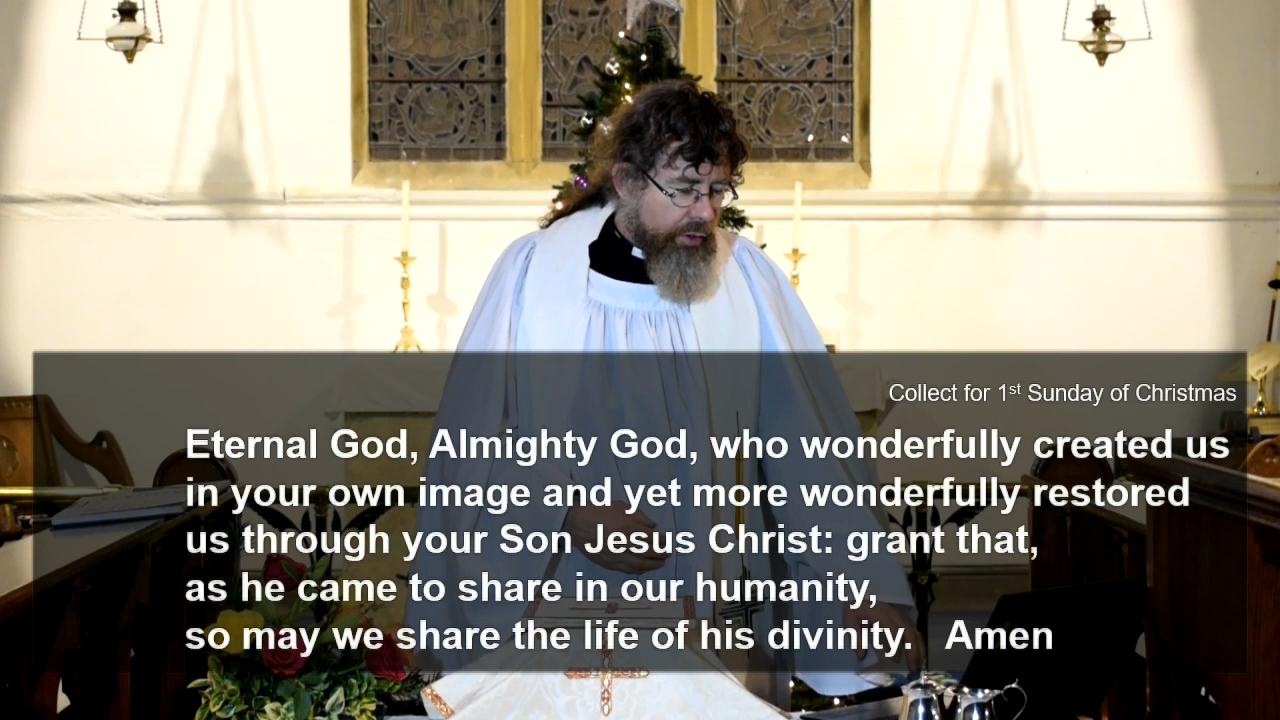 Collect for 1st Sunday of Christmas
Eternal God, Almighty God, who wonderfully created us
in your own image and yet more wonderfully restored
us through your Son Jesus Christ: grant that,
as he came to share in our humanity,
so may we share the life of his divinity. Amen